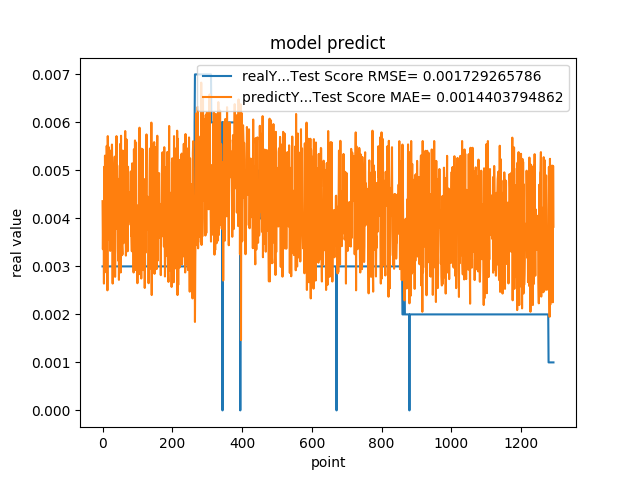 model predict
realY...Test Score RMSE= 0.001729265786
predictY...Test Score MAE= 0.0014403794862
0.007
0.006
0.005
0.004
0.003
0.002
0.001
0.000
real value
0 200 400 600 800 1000 1200
point